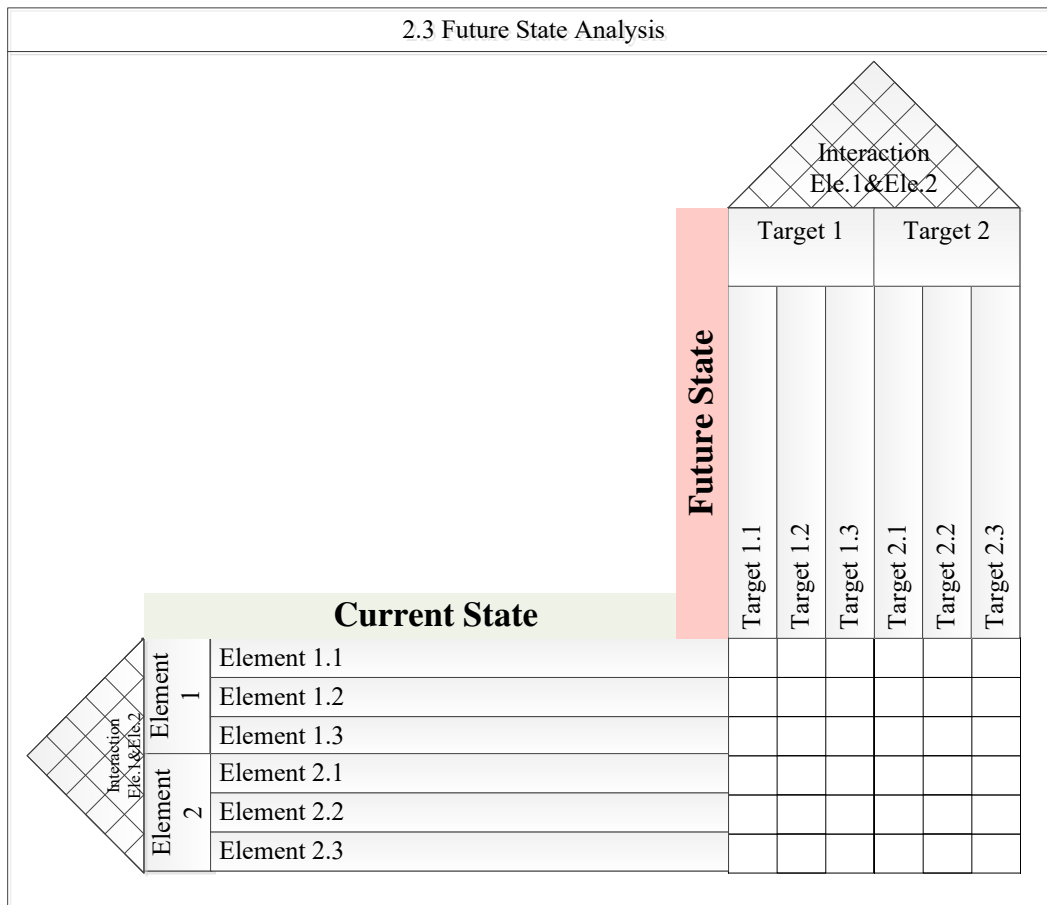 2.3 Future State Analysis
Interaction
Ele.1&Ele.2
Target 1
Target 2
Future State
Target 1.1
Target 1.2
Target 1.3
Target 2.1
Target 2.2
Target 2.3
Current State
Interaction
Ele.1&Ele.2
Element
1
Element 1.1
Element 1.2
Element 1.3
Element
2
Element 2.1
Element 2.2
Element 2.3